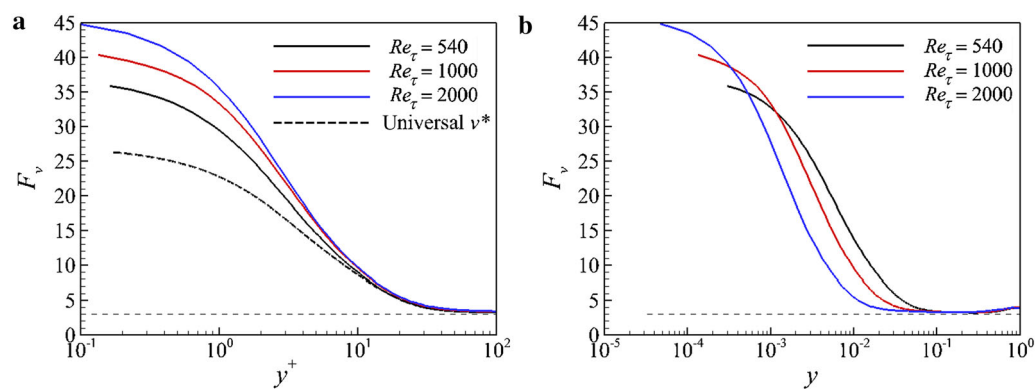 a
45
40
35
30
25
20
15
10
5
0
F_v
Re_τ = 540
Re_τ = 1000
Re_τ = 2000
Universal v*
10^-1
10^0
10^1
10^2
y^+
b
45
40
35
30
25
20
15
10
5
0
F_v
Re_τ = 540
Re_τ = 1000
Re_τ = 2000
10^-5
10^-4
10^-3
10^-2
10^-1
10^0
y